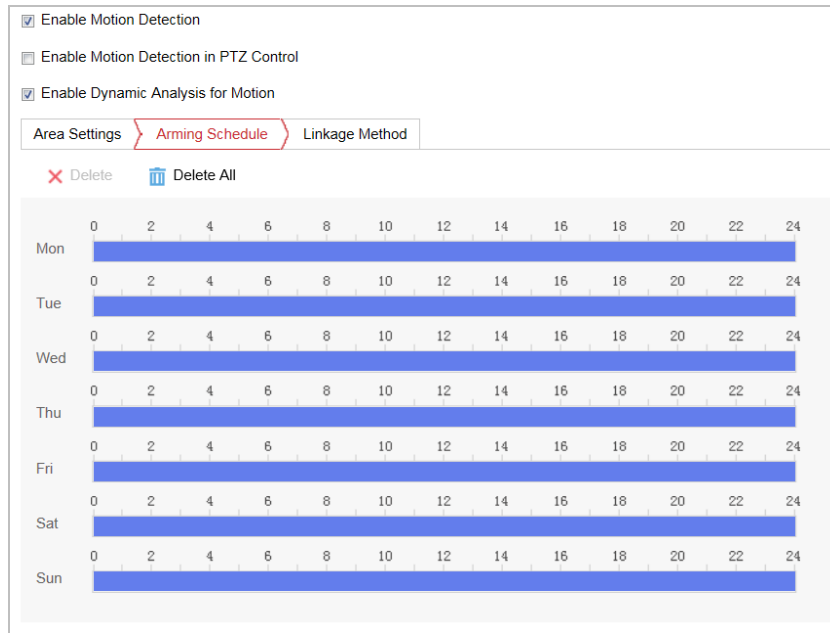 Enable Motion Detection
Enable Motion Detection in PTZ Control
Enable Dynamic Analysis for Motion
Area Settings Arming Schedule Linkage Method
Delete Delete All
0 2 4 6 8 10 12 14 16 18 20 22 24
Mon
0 2 4 6 8 10 12 14 16 18 20 22 24
Tue
0 2 4 6 8 10 12 14 16 18 20 22 24
Wed
0 2 4 6 8 10 12 14 16 18 20 22 24
Thu
0 2 4 6 8 10 12 14 16 18 20 22 24
Fri
0 2 4 6 8 10 12 14 16 18 20 22 24
Sat
0 2 4 6 8 10 12 14 16 18 20 22 24
Sun